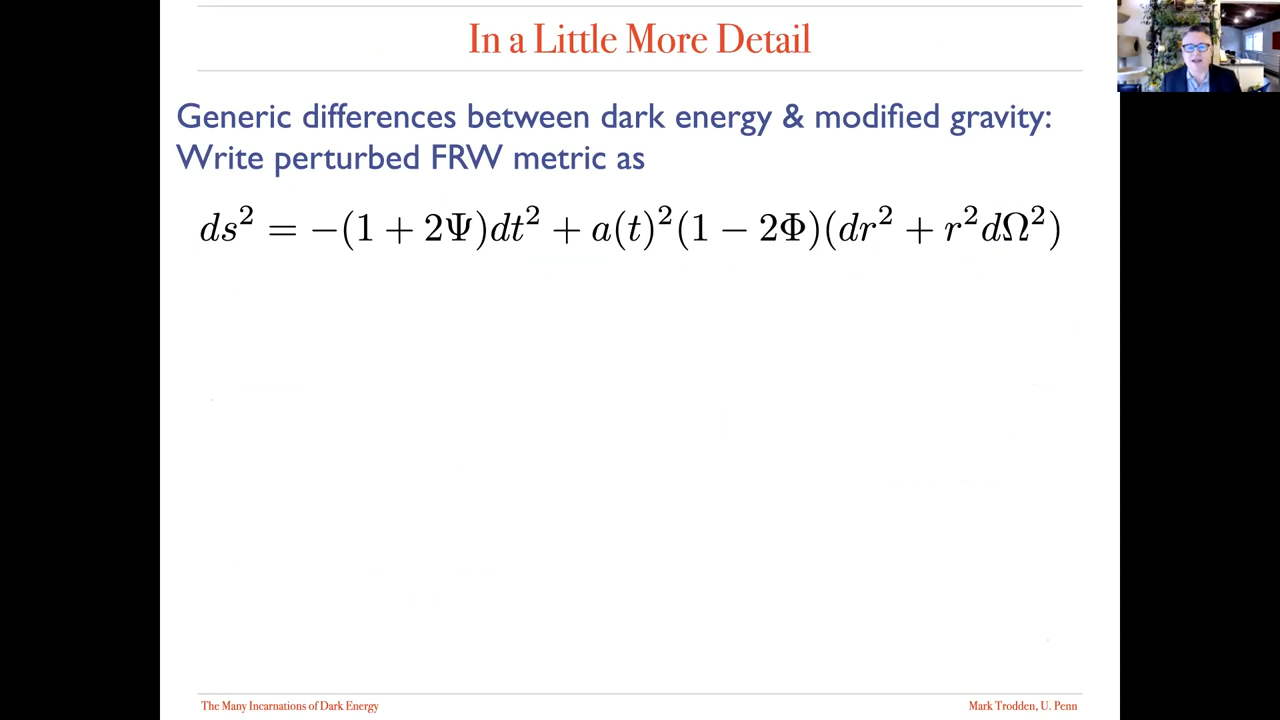 In a Little More Detail
Generic differences between dark energy & modified gravity:
Write perturbed FRW metric as
ds² = −(1 + 2Ψ)dt² + a(t)²(1 − 2Φ)(dr² + r²dΩ²)
The Many Incarnations of Dark Energy
Mark Trodden, U. Penn